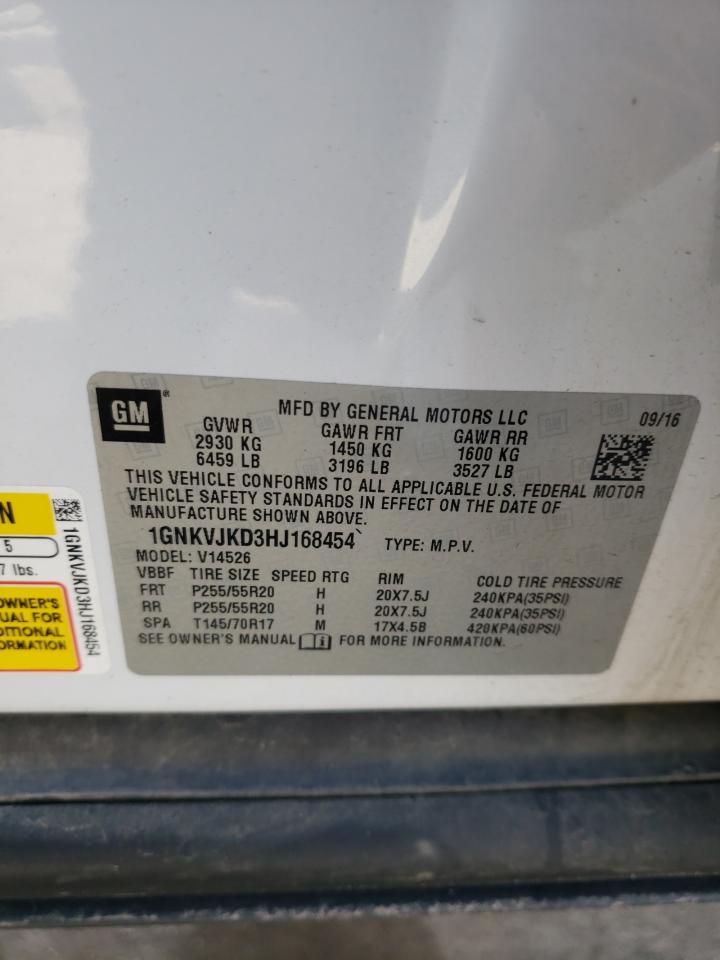 GM®
MFD BY GENERAL MOTORS LLC 09/16
GVWR GAWR FRT GAWR RR
2930 KG 1450 KG 1600 KG
6459 LB 3196 LB 3527 LB
THIS VEHICLE CONFORMS TO ALL APPLICABLE U.S. FEDERAL MOTOR
VEHICLE SAFETY STANDARDS IN EFFECT ON THE DATE OF
MANUFACTURE SHOWN ABOVE.
1GNKVJKD3HJ168454 TYPE: M.P.V.
MODEL: V14526
VBBF TIRE SIZE SPEED RTG RIM COLD TIRE PRESSURE
FRT P255/55R20 H 20X7.5J 240KPA(35PSI)
RR P255/55R20 H 20X7.5J 240KPA(35PSI)
SPA T145/70R17 M 17X4.5B 420KPA(60PSI)
SEE OWNER'S MANUAL FOR MORE INFORMATION.
N
5
7 lbs.
OWNER'S
UAL FOR
DITIONAL
ORMATION
1GNKVJKD3HJ168454